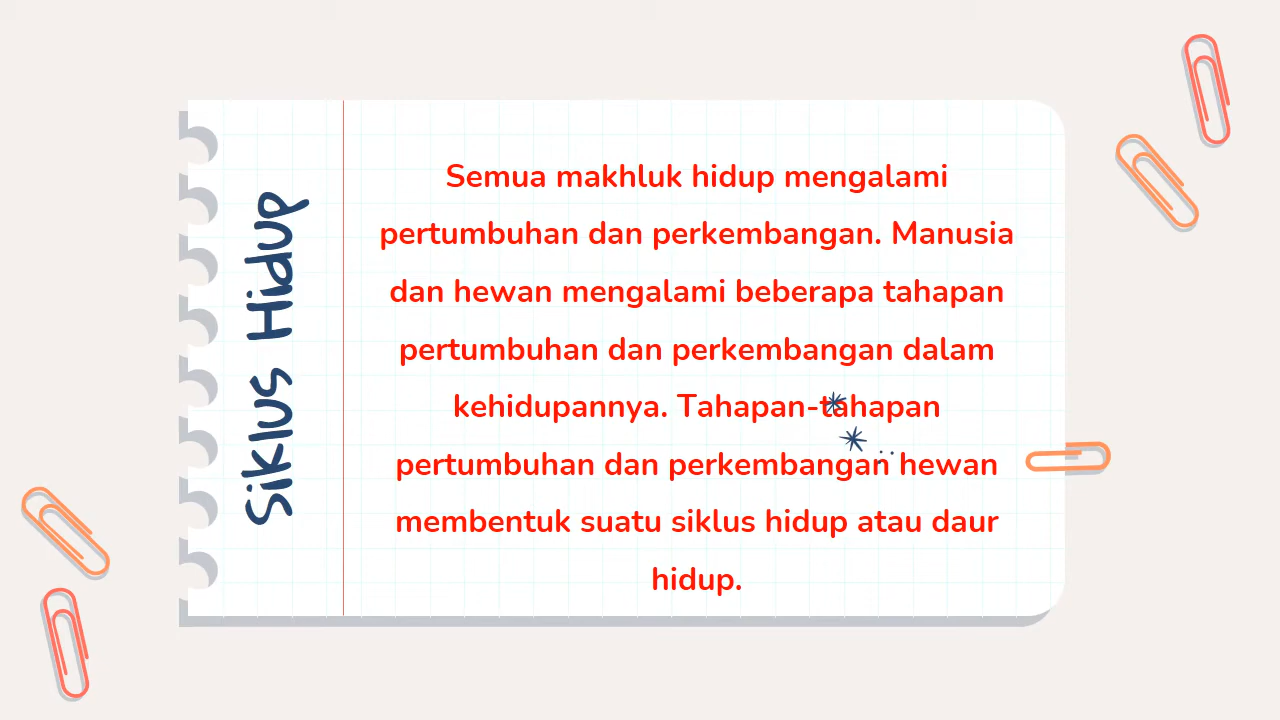 Siklus Hidup
Semua makhluk hidup mengalami
pertumbuhan dan perkembangan. Manusia
dan hewan mengalami beberapa tahapan
pertumbuhan dan perkembangan dalam
kehidupannya. Tahapan-tahapan
pertumbuhan dan perkembangan hewan
membentuk suatu siklus hidup atau daur
hidup.